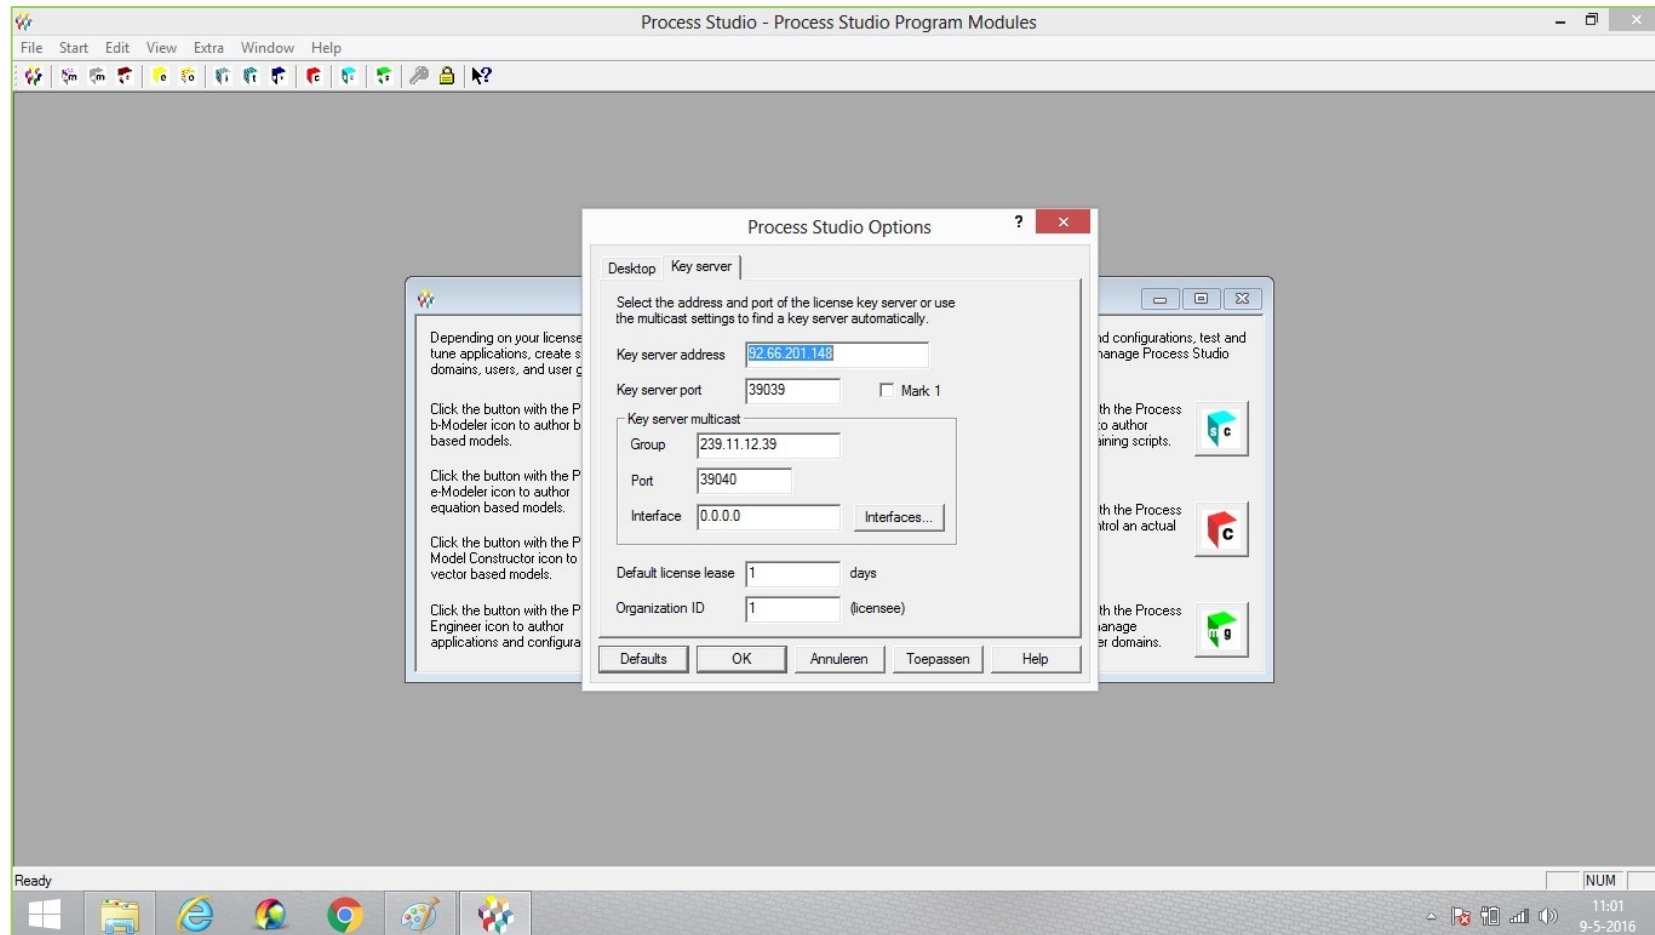 Process Studio - Process Studio Program Modules
File Start Edit View Extra Window Help
Process Studio Options
Desktop Key server
Select the address and port of the license key server or use
the multicast settings to find a key server automatically.
Key server address 92.66.201.148
Key server port 39039 Mark 1
Key server multicast
Group 239.11.12.39
Port 39040
Interface 0.0.0.0 Interfaces...
Default license lease 1 days
Organization ID 1 (licensee)
Defaults OK Annuleren Toepassen Help
Depending on your license
tune applications, create s
domains, users, and user g
Click the button with the P
b-Modeler icon to author b
based models.
Click the button with the P
e-Modeler icon to author
equation based models.
Click the button with the P
Model Constructor icon to
vector based models.
Click the button with the P
Engineer icon to author
applications and configura
nd configurations, test and
manage Process Studio
th the Process
to author
ining scripts.
s c
th the Process
ntrol an actual
c
th the Process
manage
er domains.
m g
Ready
NUM
11:01
9-5-2016